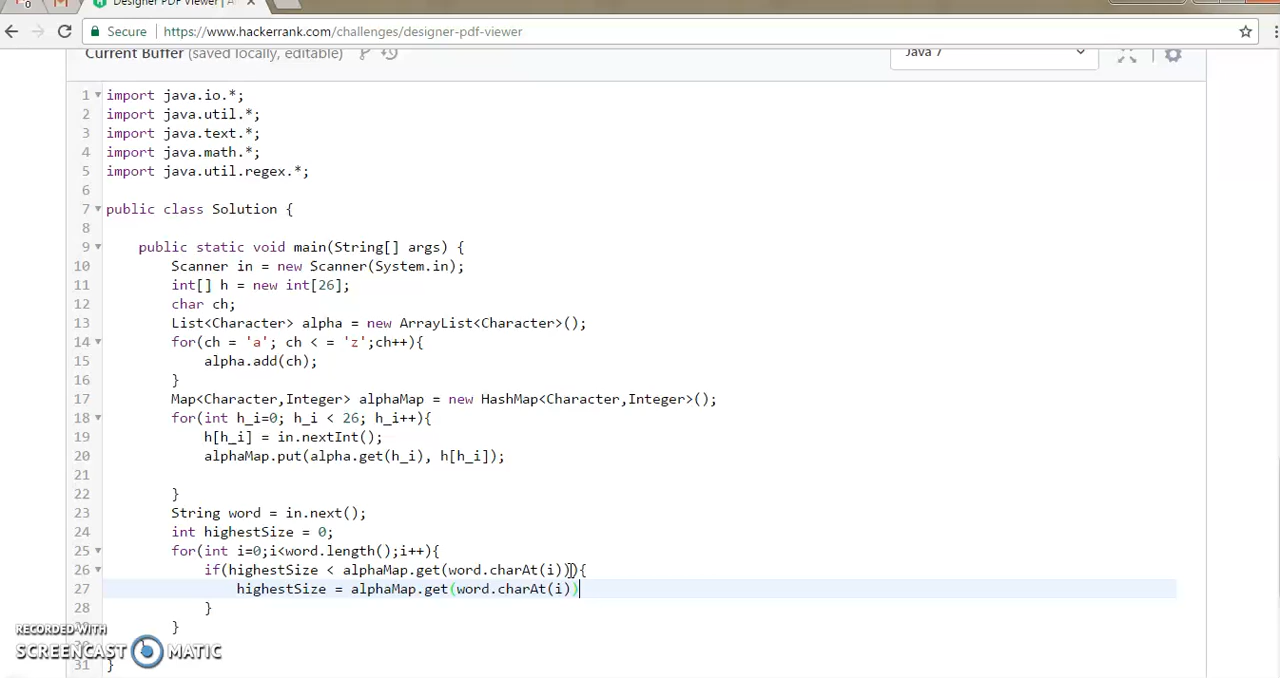 Designer PDF Viewer | A
Secure https://www.hackerrank.com/challenges/designer-pdf-viewer
Current Buffer (saved locally, editable) Java 7
1 import java.io.*;
2 import java.util.*;
3 import java.text.*;
4 import java.math.*;
5 import java.util.regex.*;
6
7 public class Solution {
8
9 public static void main(String[] args) {
10 Scanner in = new Scanner(System.in);
11 int[] h = new int[26];
12 char ch;
13 List<Character> alpha = new ArrayList<Character>();
14 for(ch = 'a'; ch < = 'z';ch++){
15 alpha.add(ch);
16 }
17 Map<Character,Integer> alphaMap = new HashMap<Character,Integer>();
18 for(int h_i=0; h_i < 26; h_i++){
19 h[h_i] = in.nextInt();
20 alphaMap.put(alpha.get(h_i), h[h_i]);
21
22 }
23 String word = in.next();
24 int highestSize = 0;
25 for(int i=0;i<word.length();i++){
26 if(highestSize < alphaMap.get(word.charAt(i))){
27 highestSize = alphaMap.get(word.charAt(i))
28 }
}
31 }
RECORDED WITH
SCREENCAST MATIC